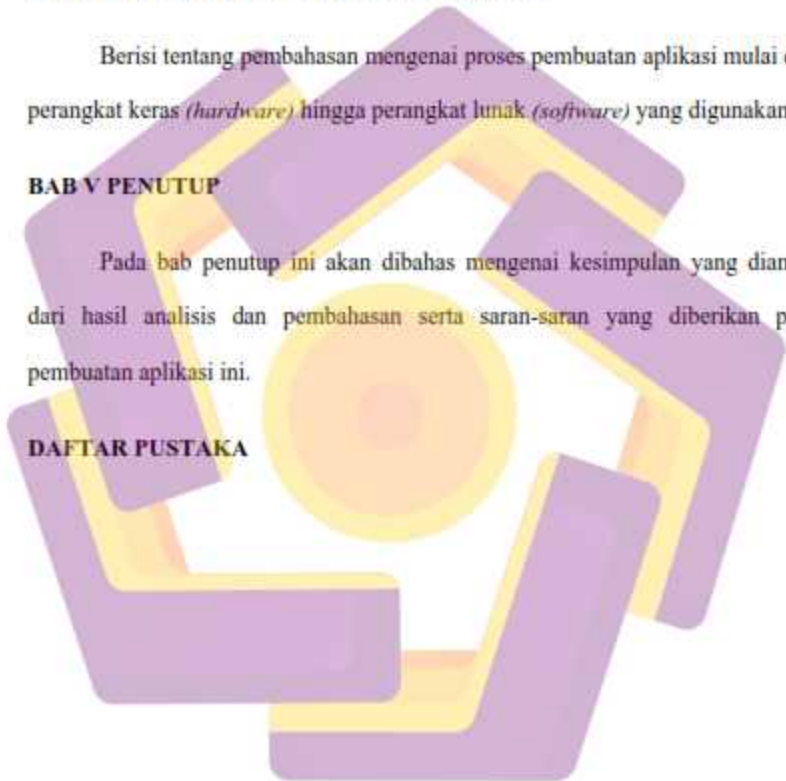 Berisi tentang pembahasan mengenai proses pembuatan aplikasi mulai
perangkat keras (hardware) hingga perangkat lunak (software) yang digunakan
BAB V PENUTUP
Pada bab penutup ini akan dibahas mengenai kesimpulan yang
dari hasil analisis dan pembahasan serta saran-saran yang diberikan
pembuatan aplikasi ini.
DAFTAR PUSTAKA